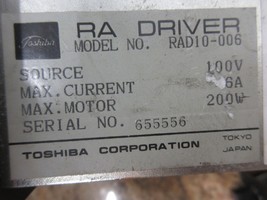 Toshiba
RA DRIVER
MODEL NO. RAD10-006
SOURCE 100V
MAX. CURRENT 6A
MAX. MOTOR 200W
SERIAL NO. 655556
TOSHIBA CORPORATION TOKYO JAPAN